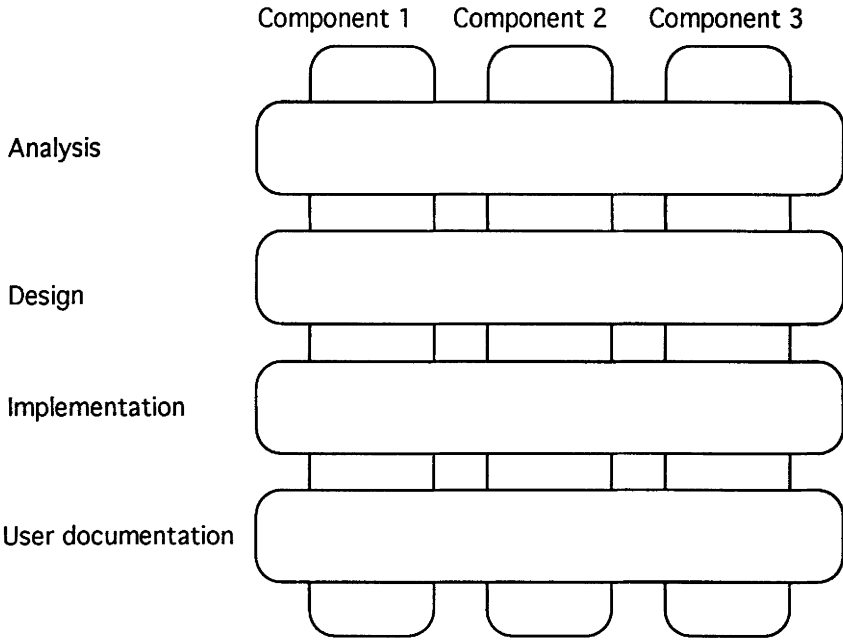 Component 1 Component 2 Component 3
Analysis
Design
Implementation
User documentation